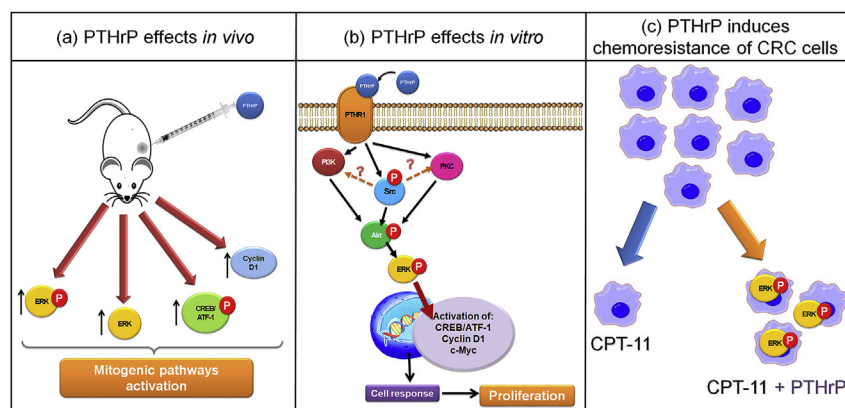 (a) PTHrP effects in vivo
PTHrP
Cyclin
D1
ERK
P
ERK
CREB/
ATF-1
P
Mitogenic pathways
activation
(b) PTHrP effects in vitro
PTHrP
PTHrP
PTHR1
PI3K
?
?
PKC
P
Src
Akt
P
ERK
P
Activation of:
CREB/ATF-1
Cyclin D1
c-Myc
Cell response
Proliferation
(c) PTHrP induces
chemoresistance of CRC cells
CPT-11
ERK
P
ERK
P
ERK
P
CPT-11 + PTHrP